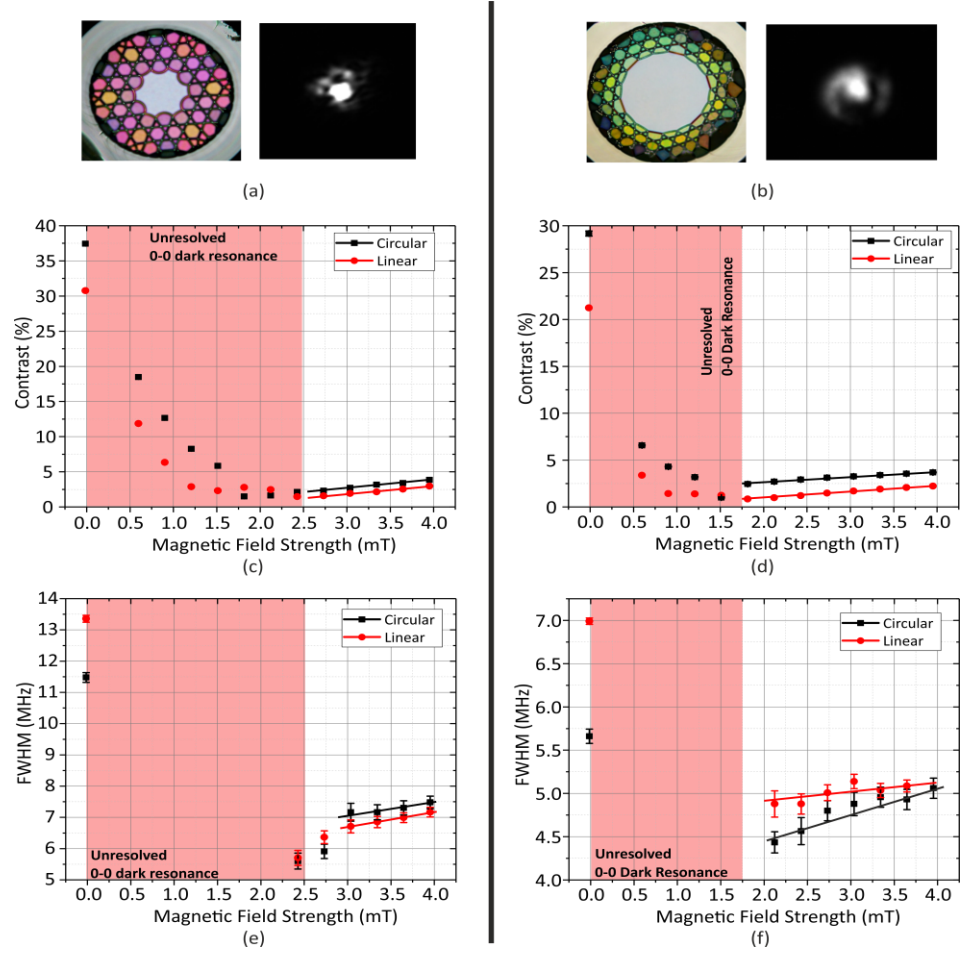 (a)
(b)
40
35
30
25
20
15
10
5
0
Contrast (%)
Unresolved
0-0 dark resonance
Circular
Linear
0.0 0.5 1.0 1.5 2.0 2.5 3.0 3.5 4.0
Magnetic Field Strength (mT)
(c)
30
25
20
15
10
5
0
Contrast (%)
Unresolved
0-0 Dark Resonance
Circular
Linear
0.0 0.5 1.0 1.5 2.0 2.5 3.0 3.5 4.0
Magnetic Field Strength (mT)
(d)
14
13
12
11
10
9
8
7
6
5
FWHM (MHz)
Circular
Linear
Unresolved
0-0 dark resonance
0.0 0.5 1.0 1.5 2.0 2.5 3.0 3.5 4.0
Magnetic Field Strength (mT)
(e)
7.0
6.5
6.0
5.5
5.0
4.5
4.0
FWHM (MHz)
Circular
Linear
Unresolved
0-0 Dark Resonance
0.0 0.5 1.0 1.5 2.0 2.5 3.0 3.5 4.0
Magnetic Field Strength (mT)
(f)